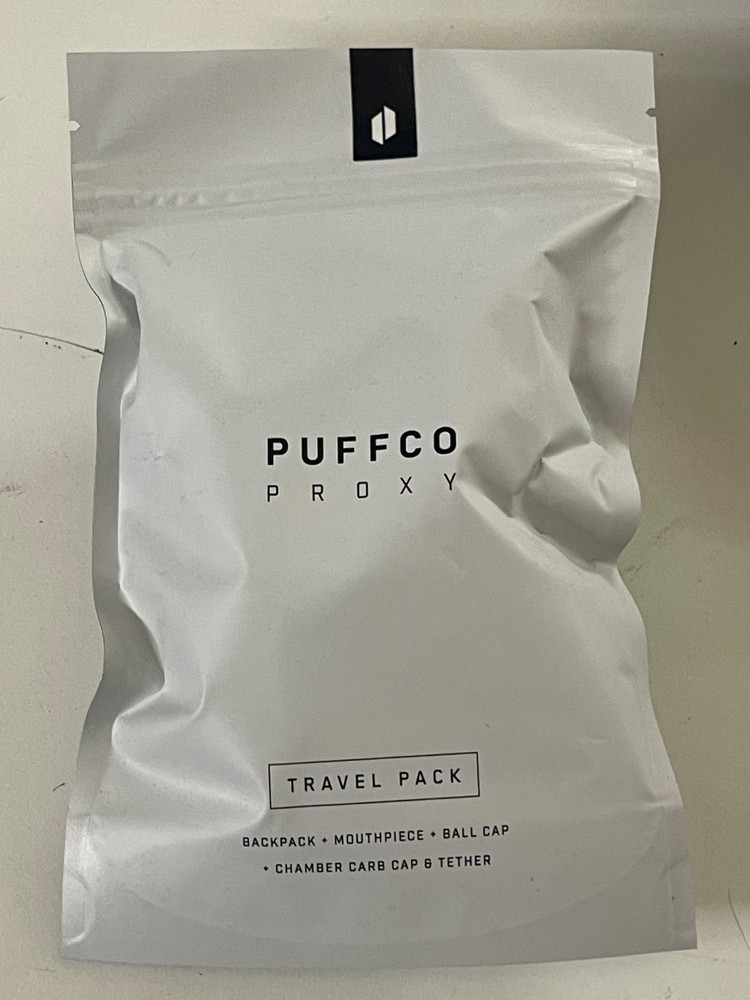 PUFFCO
PROXY
TRAVEL PACK
BACKPACK + MOUTHPIECE + BALL CAP
+ CHAMBER CARB CAP & TETHER